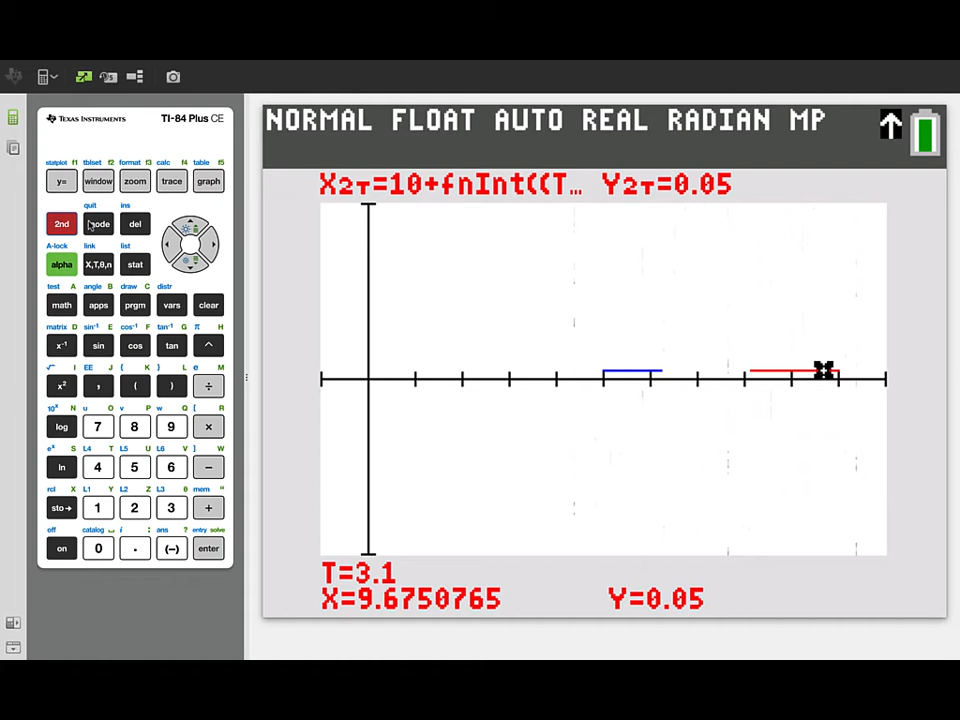 TEXAS INSTRUMENTS TI-84 Plus CE
NORMAL FLOAT AUTO REAL RADIAN MP
X2T=10+fnInt((T… Y2T=0.05
statplot f1 tblset f2 format f3 calc f4 table f5
y= window zoom trace graph
quit ins
2nd mode del
A-lock link list
alpha X,T,θ,n stat
test A angle B draw C distr
math apps prgm vars clear
matrix D sin⁻¹ E cos⁻¹ F tan⁻¹ G π H
x⁻¹ sin cos tan ^
√‾ I EE J { K } L e M
x² , ( ) ÷
10ˣ N u O v P w Q [ R
log 7 8 9 ×
eˣ S L4 T L5 U L6 V ] W
ln 4 5 6 −
rcl X L1 Y L2 Z L3 θ mem "
sto→ 1 2 3 +
off catalog ␣ i : ans ? entry solve
on 0 . (−) enter
T=3.1
X=9.6750765 Y=0.05